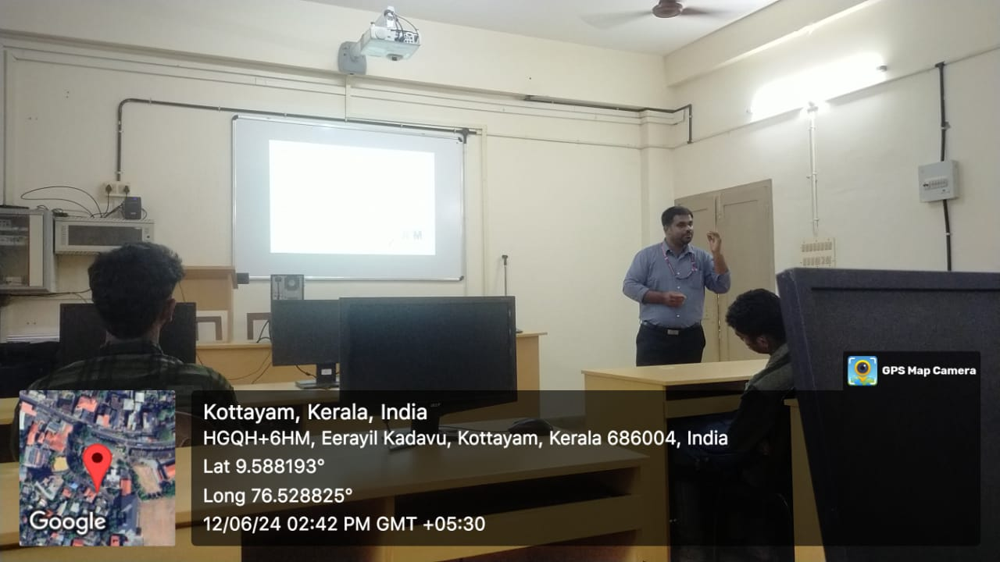 GPS Map Camera
Kottayam, Kerala, India
HGQH+6HM, Eerayil Kadavu, Kottayam, Kerala 686004, India
Lat 9.588193°
Long 76.528825°
12/06/24 02:42 PM GMT +05:30
Google
acer